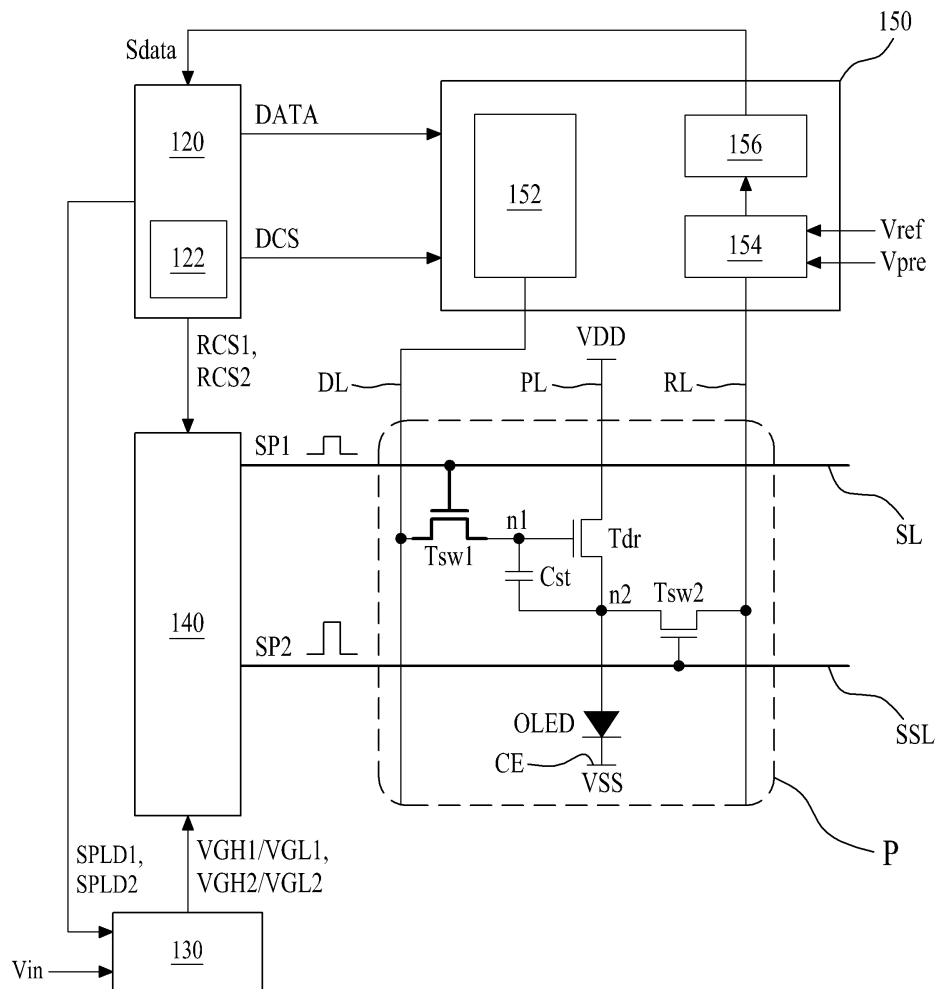 150
Sdata
120
DATA
156
152
122
DCS
154
Vref
Vpre
RCS1,
RCS2
VDD
DL
PL
RL
SP1
SL
n1
Tsw1
Tdr
Cst
n2
Tsw2
140
SP2
SSL
OLED
CE
VSS
P
SPLD1,
SPLD2
VGH1/VGL1,
VGH2/VGL2
130
Vin